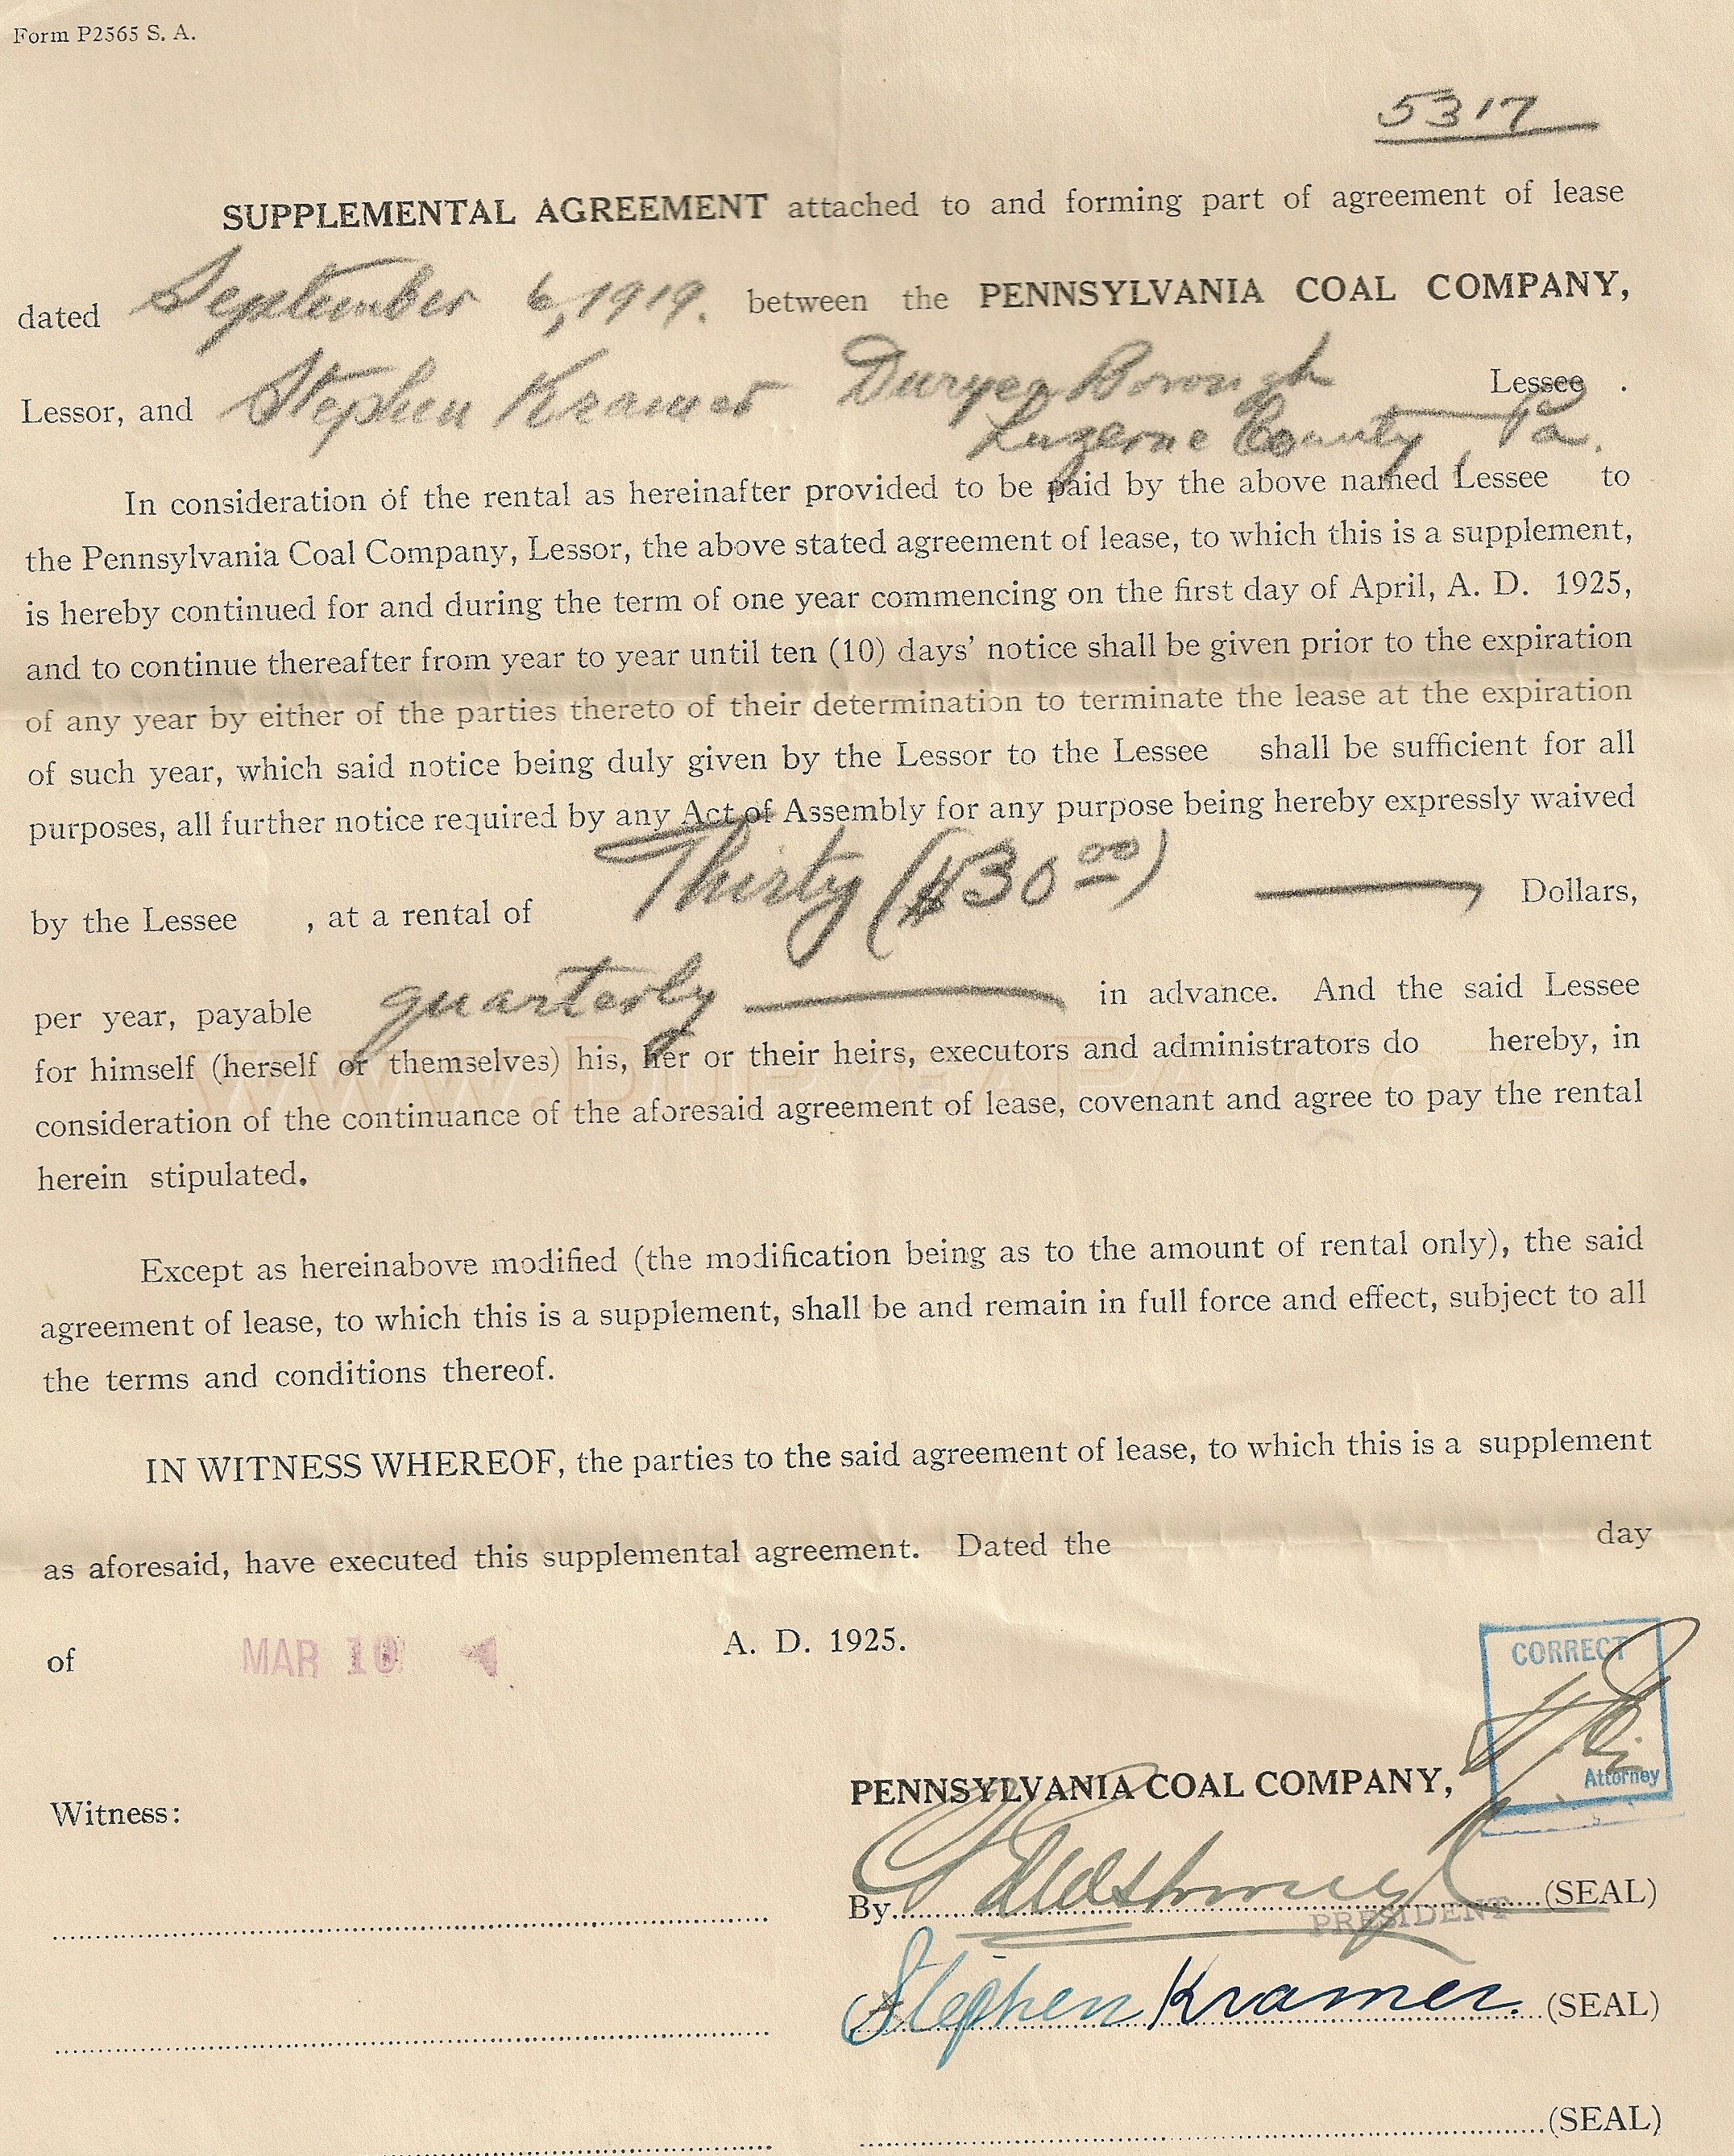 Form P2565 S. A.
5317
SUPPLEMENTAL AGREEMENT attached to and forming part of agreement of lease
dated September 6, 1919. between the PENNSYLVANIA COAL COMPANY,
Lessor, and Stephen Kramer Duryea Borough Lessee .
Luzerne County Pa.
In consideration of the rental as hereinafter provided to be paid by the above named Lessee to
the Pennsylvania Coal Company, Lessor, the above stated agreement of lease, to which this is a supplement,
is hereby continued for and during the term of one year commencing on the first day of April, A. D. 1925,
and to continue thereafter from year to year until ten (10) days' notice shall be given prior to the expiration
of any year by either of the parties thereto of their determination to terminate the lease at the expiration
of such year, which said notice being duly given by the Lessor to the Lessee shall be sufficient for all
purposes, all further notice required by any Act of Assembly for any purpose being hereby expressly waived
by the Lessee , at a rental of Thirty ($30 00) Dollars,
per year, payable quarterly in advance. And the said Lessee
for himself (herself or themselves) his, her or their heirs, executors and administrators do hereby, in
consideration of the continuance of the aforesaid agreement of lease, covenant and agree to pay the rental
herein stipulated.
Except as hereinabove modified (the modification being as to the amount of rental only), the said
agreement of lease, to which this is a supplement, shall be and remain in full force and effect, subject to all
the terms and conditions thereof.
IN WITNESS WHEREOF, the parties to the said agreement of lease, to which this is a supplement
as aforesaid, have executed this supplemental agreement. Dated the day
of MAR 10 A. D. 1925.
CORRECT
Attorney
PENNSYLVANIA COAL COMPANY,
Witness:
By (SEAL)
PRESIDENT
Stephen Kramer. (SEAL)
(SEAL)